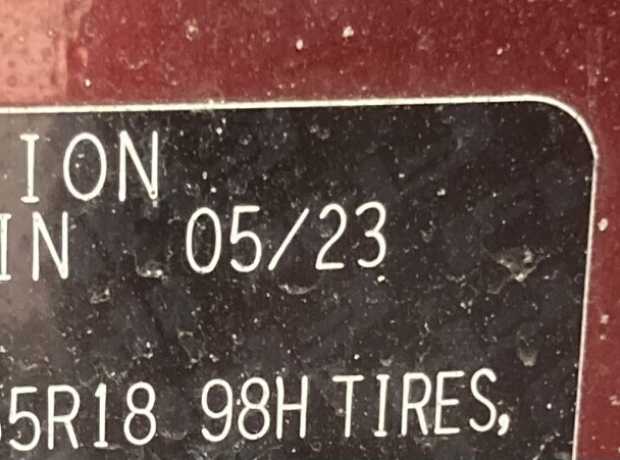 ION
IN 05/23
5R18 98H TIRES,